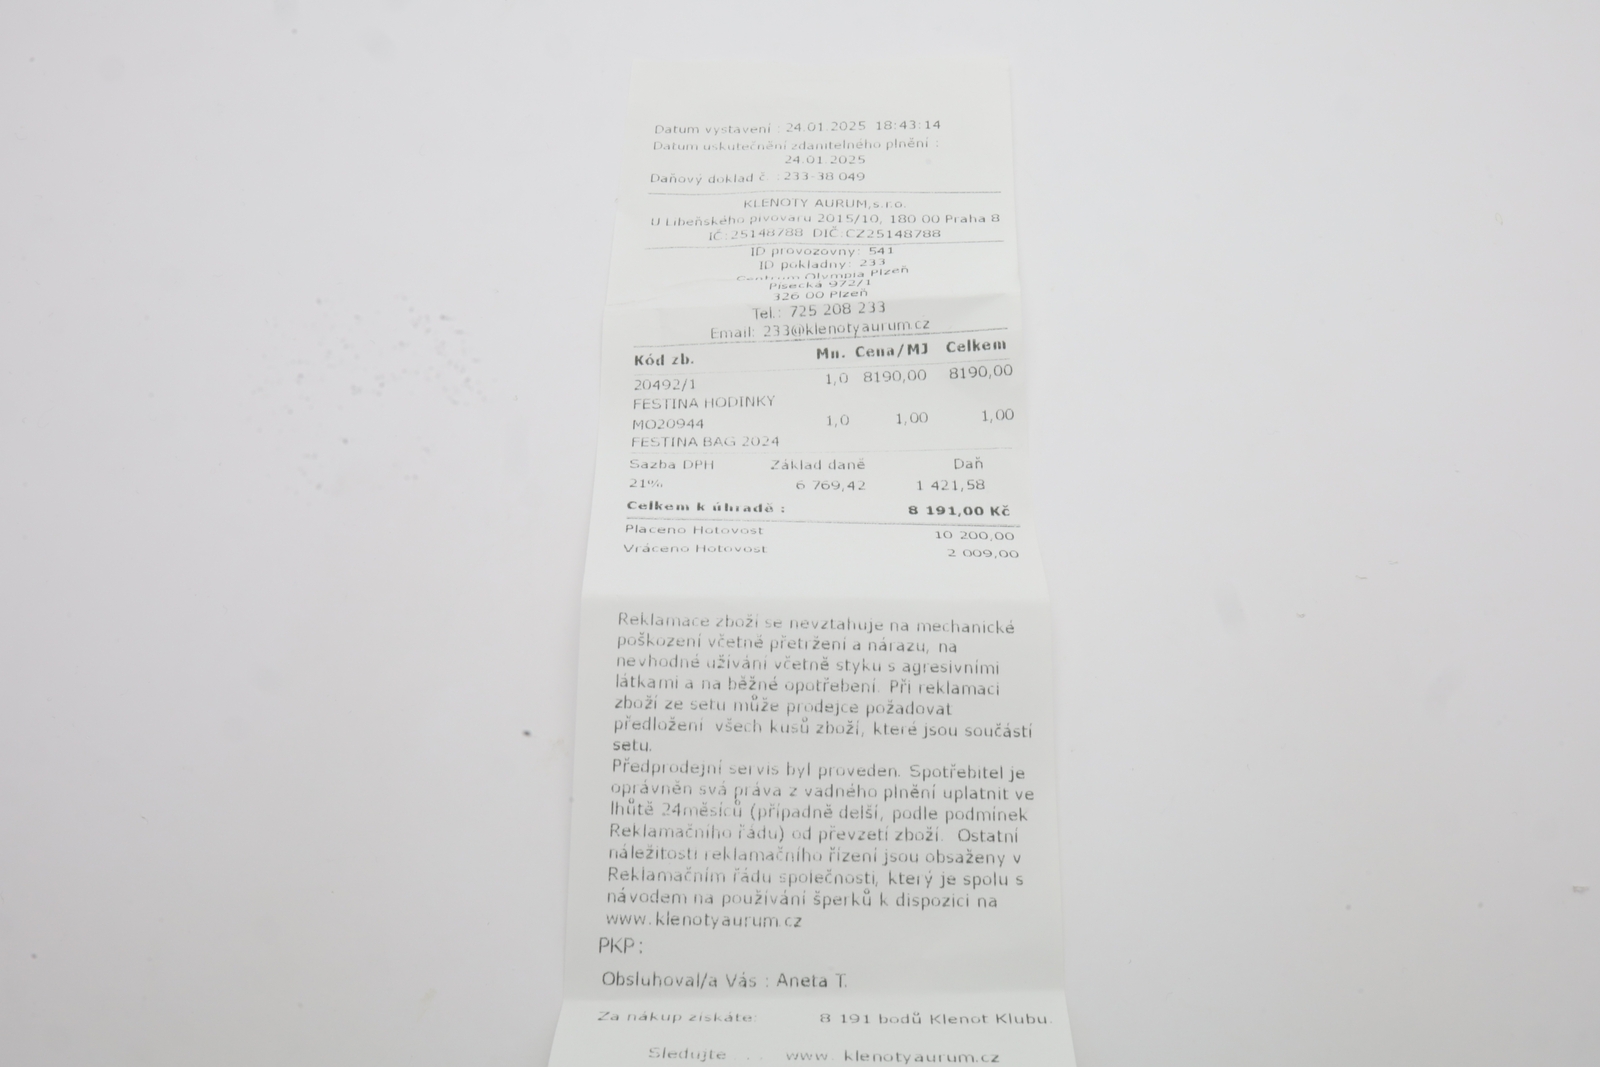 Datum vystavení : 24.01.2025 18:43:14
Datum uskutečnění zdanitelného plnění :
24.01.2025
Daňový doklad č. : 233-38 049
KLENOTY AURUM,s.r.o.
U Libeňského pivovaru 2015/10, 180 00 Praha 8
IČ:25148788 DIČ:CZ25148788
ID provozovny: 541
ID pokladny: 233
Centrum Olympia Plzeň
Písecká 972/1
326 00 Plzeň
Tel.: 725 208 233
Email: 233@klenotyaurum.cz
Kód zb. Mn. Cena/MJ Celkem
20492/1 1,0 8190,00 8190,00
FESTINA HODINKY
MO20944 1,0 1,00 1,00
FESTINA BAG 2024
Sazba DPH Základ daně Daň
21% 6 769,42 1 421,58
Celkem k úhradě : 8 191,00 Kč
Placeno Hotovost 10 200,00
Vráceno Hotovost 2 009,00
Reklamace zboží se nevztahuje na mechanické
poškození včetně přetržení a nárazu, na
nevhodné užívání včetně styku s agresivními
látkami a na běžné opotřebení. Při reklamaci
zboží ze setu může prodejce požadovat
předložení všech kusů zboží, které jsou součástí
setu.
Předprodejní servis byl proveden. Spotřebitel je
oprávněn svá práva z vadného plnění uplatnit ve
lhůtě 24měsíců (případně delší, podle podmínek
Reklamačního řádu) od převzetí zboží. Ostatní
náležitosti reklamačního řízení jsou obsaženy v
Reklamačním řádu společnosti, který je spolu s
návodem na používání šperků k dispozici na
www.klenotyaurum.cz
PKP:
Obsluhoval/a Vás : Aneta T.
Za nákup získáte: 8 191 bodů Klenot Klubu.
Sledujte ... www. klenotyaurum.cz